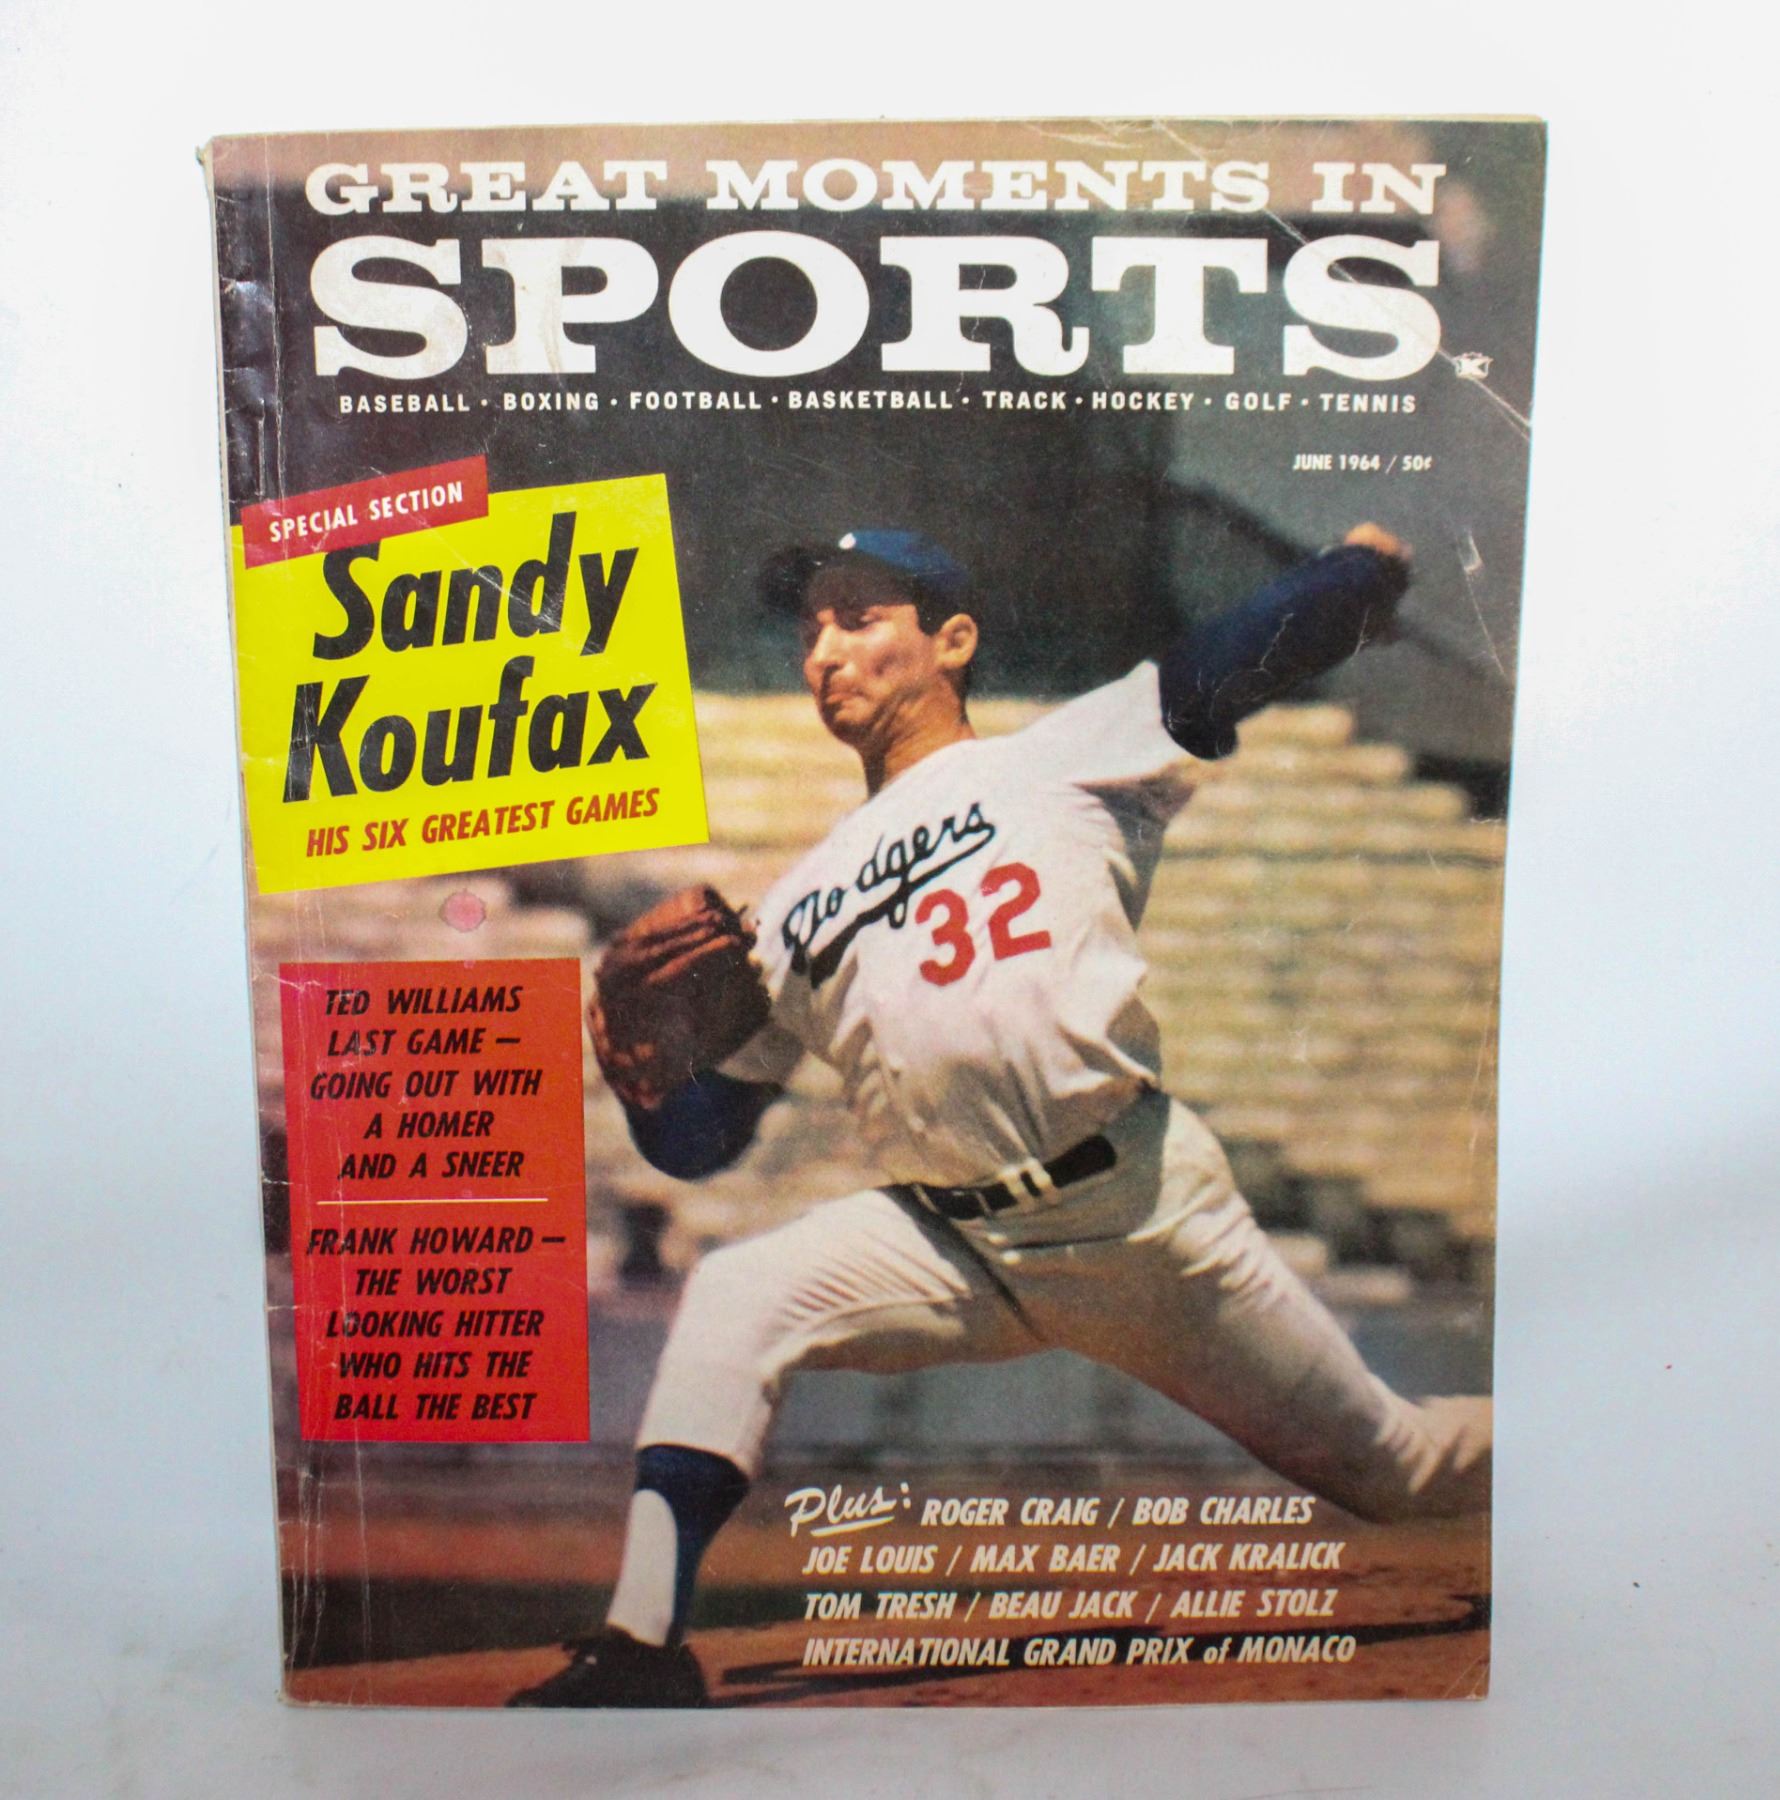 GREAT MOMENTS IN
SPORTS
K
BASEBALL · BOXING · FOOTBALL · BASKETBALL · TRACK · HOCKEY · GOLF · TENNIS
JUNE 1964 / 50¢
SPECIAL SECTION
Sandy
Koufax
HIS SIX GREATEST GAMES
Dodgers
32
TED WILLIAMS
LAST GAME —
GOING OUT WITH
A HOMER
AND A SNEER
FRANK HOWARD —
THE WORST
LOOKING HITTER
WHO HITS THE
BALL THE BEST
Plus: ROGER CRAIG / BOB CHARLES
JOE LOUIS / MAX BAER / JACK KRALICK
TOM TRESH / BEAU JACK / ALLIE STOLZ
INTERNATIONAL GRAND PRIX of MONACO